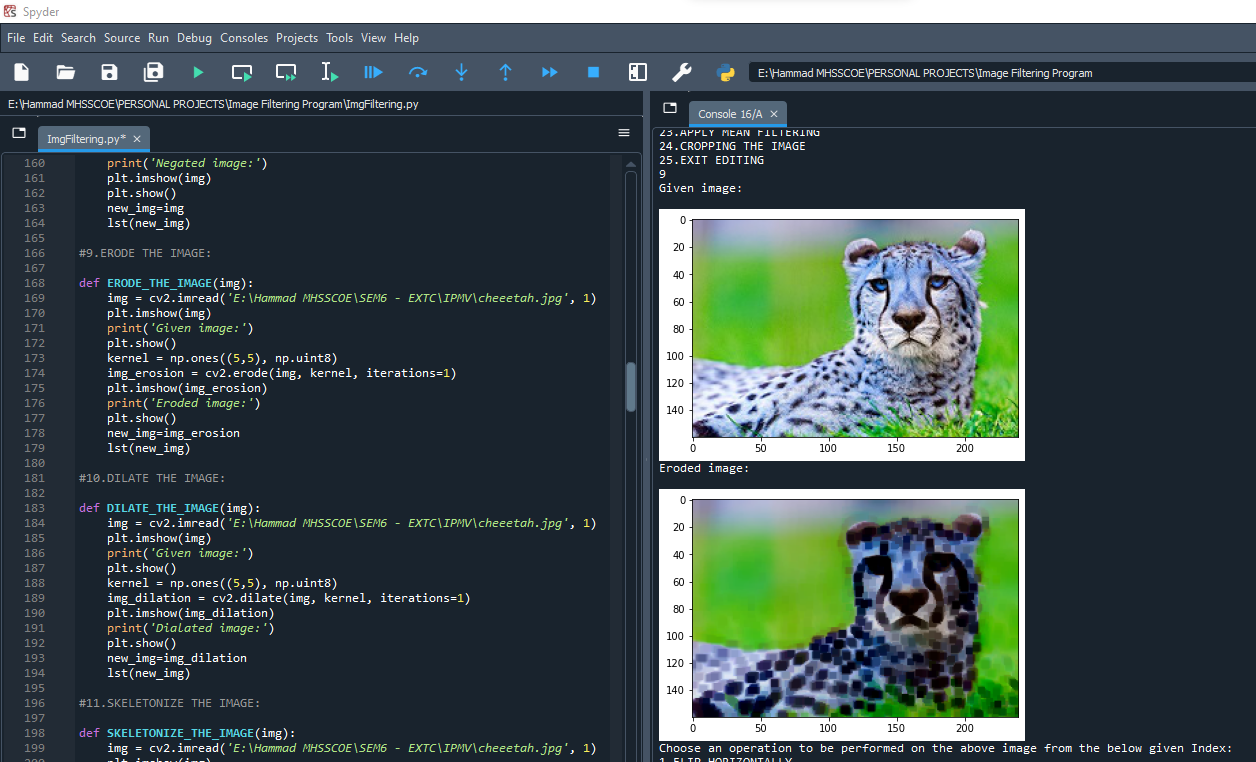 Spyder
File Edit Search Source Run Debug Consoles Projects Tools View Help
E:\Hammad MHSSCOE\PERSONAL PROJECTS\Image Filtering Program
E:\Hammad MHSSCOE\PERSONAL PROJECTS\Image Filtering Program\ImgFiltering.py
ImgFiltering.py*
160 print('Negated image:')
161 plt.imshow(img)
162 plt.show()
163 new_img=img
164 lst(new_img)
165
166 #9.ERODE THE IMAGE:
167
168 def ERODE_THE_IMAGE(img):
169 img = cv2.imread('E:\Hammad MHSSCOE\SEM6 - EXTC\IPMV\cheeetah.jpg', 1)
170 plt.imshow(img)
171 print('Given image:')
172 plt.show()
173 kernel = np.ones((5,5), np.uint8)
174 img_erosion = cv2.erode(img, kernel, iterations=1)
175 plt.imshow(img_erosion)
176 print('Eroded image:')
177 plt.show()
178 new_img=img_erosion
179 lst(new_img)
180
181 #10.DILATE THE IMAGE:
182
183 def DILATE_THE_IMAGE(img):
184 img = cv2.imread('E:\Hammad MHSSCOE\SEM6 - EXTC\IPMV\cheeetah.jpg', 1)
185 plt.imshow(img)
186 print('Given image:')
187 plt.show()
188 kernel = np.ones((5,5), np.uint8)
189 img_dilation = cv2.dilate(img, kernel, iterations=1)
190 plt.imshow(img_dilation)
191 print('Dialated image:')
192 plt.show()
193 new_img=img_dilation
194 lst(new_img)
195
196 #11.SKELETONIZE THE IMAGE:
197
198 def SKELETONIZE_THE_IMAGE(img):
199 img = cv2.imread('E:\Hammad MHSSCOE\SEM6 - EXTC\IPMV\cheeetah.jpg', 1)
Console 16/A
23.APPLY MEAN FILTERING
24.CROPPING THE IMAGE
25.EXIT EDITING
9
Given image:
0
20
40
60
80
100
120
140
0 50 100 150 200
Eroded image:
0
20
40
60
80
100
120
140
0 50 100 150 200
Choose an operation to be performed on the above image from the below given Index:
1.FLIP HORIZONTALLY